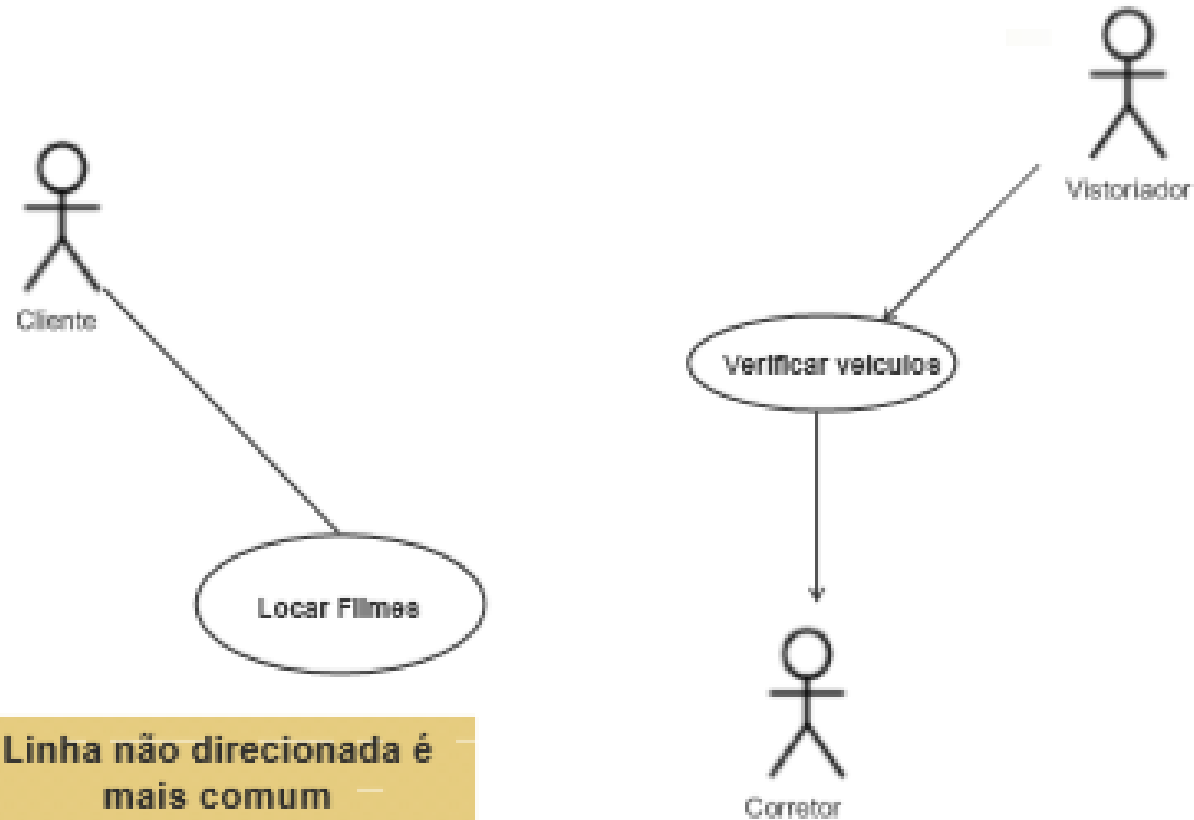 Vistoriador
Cliente
Verificar veiculos
Locar Filmes
Linha não direcionada é
mais comum
Corretor